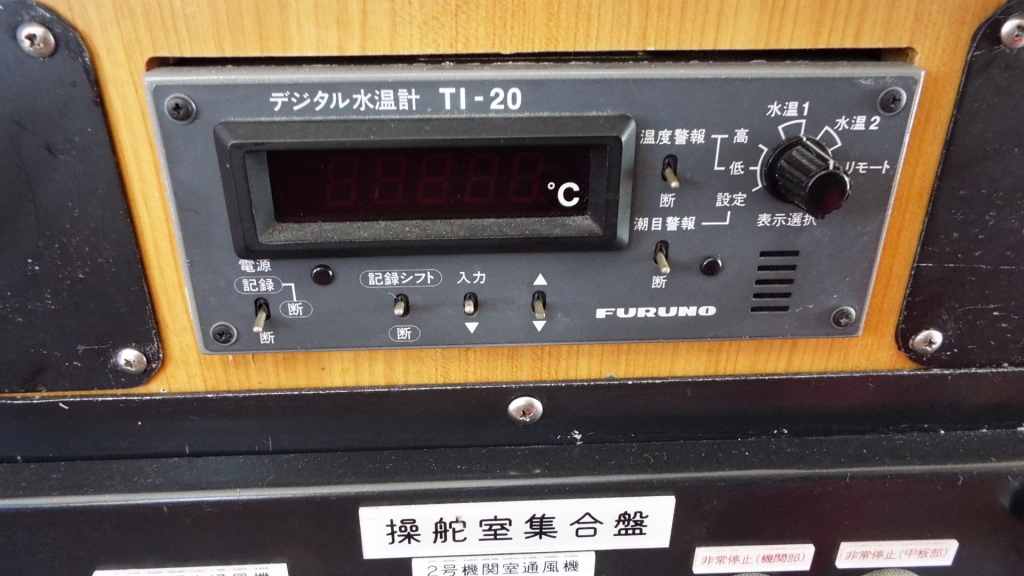 デジタル水温計 TI-20
水温1
水温2
温度警報
高
低
リモート
断
設定
潮目警報
表示選択
°C
断
電源
記録
断
断
記録シフト
断
入力
▼
▲
▼
FURUNO
操舵室集合盤
2号機関室通風機
非常停止(機関部)
非常停止(甲板部)